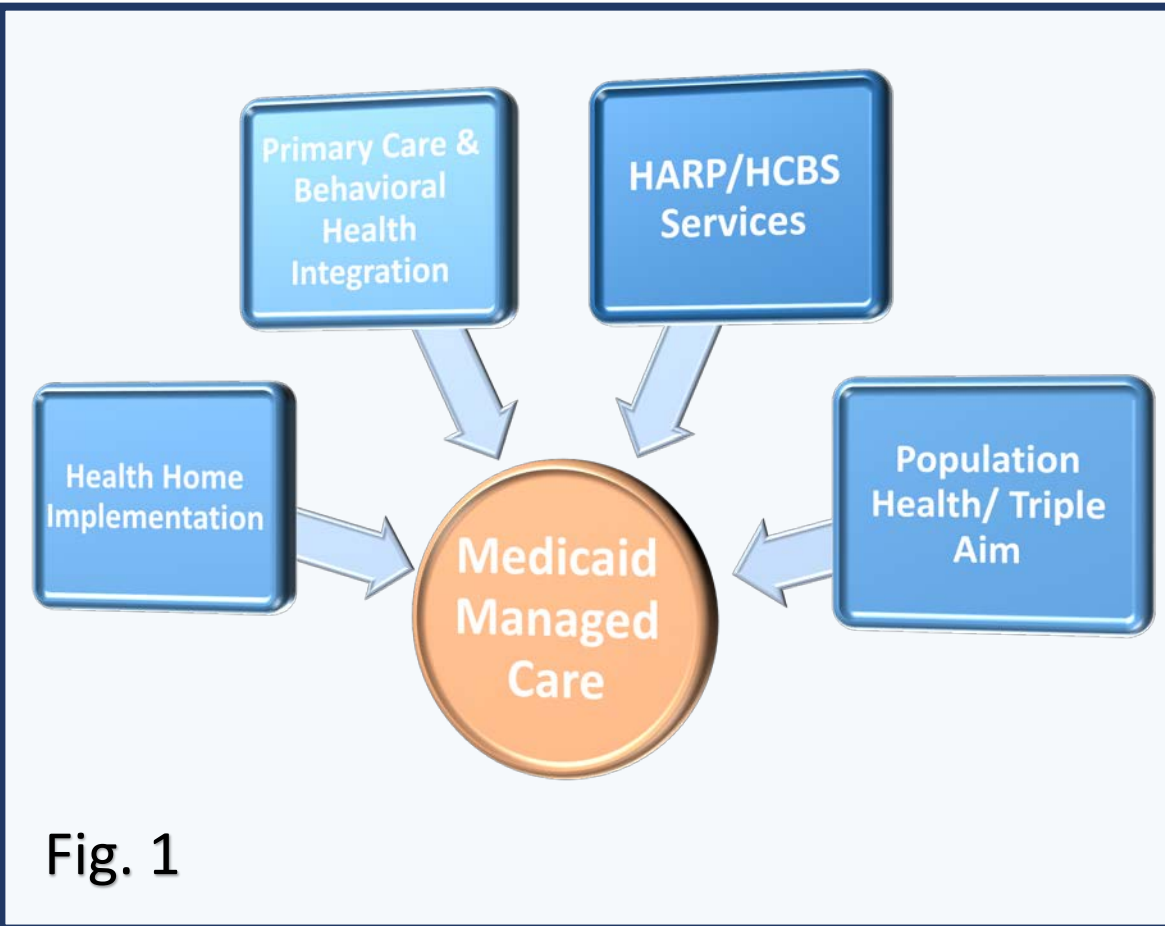 Primary Care &
Behavioral
Health
Integration
HARP/HCBS
Services
Health Home
Implementation
Population
Health/ Triple
Aim
Medicaid
Managed
Care
Fig. 1